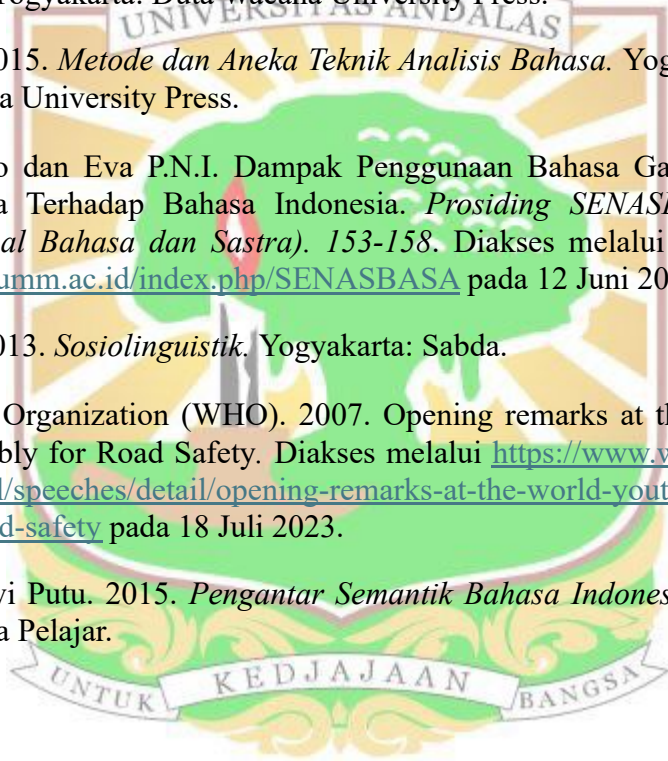 Yogyakarta: Duta Wacana University Press.
UNIVERSITAS ANDALAS
015. Metode dan Aneka Teknik Analisis Bahasa. Yog
a University Press.
o dan Eva P.N.I. Dampak Penggunaan Bahasa Ga
a Terhadap Bahasa Indonesia. Prosiding SENASI
al Bahasa dan Sastra). 153-158. Diakses melalui
umm.ac.id/index.php/SENASBASA pada 12 Juni 20
013. Sosiolinguistik. Yogyakarta: Sabda.
Organization (WHO). 2007. Opening remarks at th
bly for Road Safety. Diakses melalui https://www.w
l/speeches/detail/opening-remarks-at-the-world-yout
d-safety pada 18 Juli 2023.
vi Putu. 2015. Pengantar Semantik Bahasa Indones
a Pelajar.
UNTUK KEDJAJAAN BANGSA